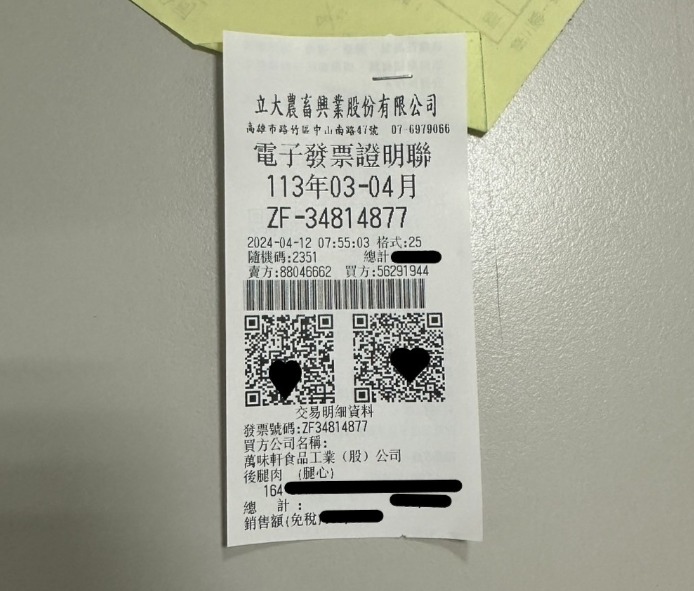 立大農畜興業股份有限公司
高雄市路竹區中山南路47號 07-6979066
電子發票證明聯
113年03-04月
ZF-34814877
2024-04-12 07:55:03 格式:25
隨機碼:2351 總計
賣方:88046662 買方:56291944
交易明細資料
發票號碼:ZF34814877
買方公司名稱:
萬味軒食品工業（股）公司
後腿肉 (腿心)
164
總 計:
銷售額(免稅)